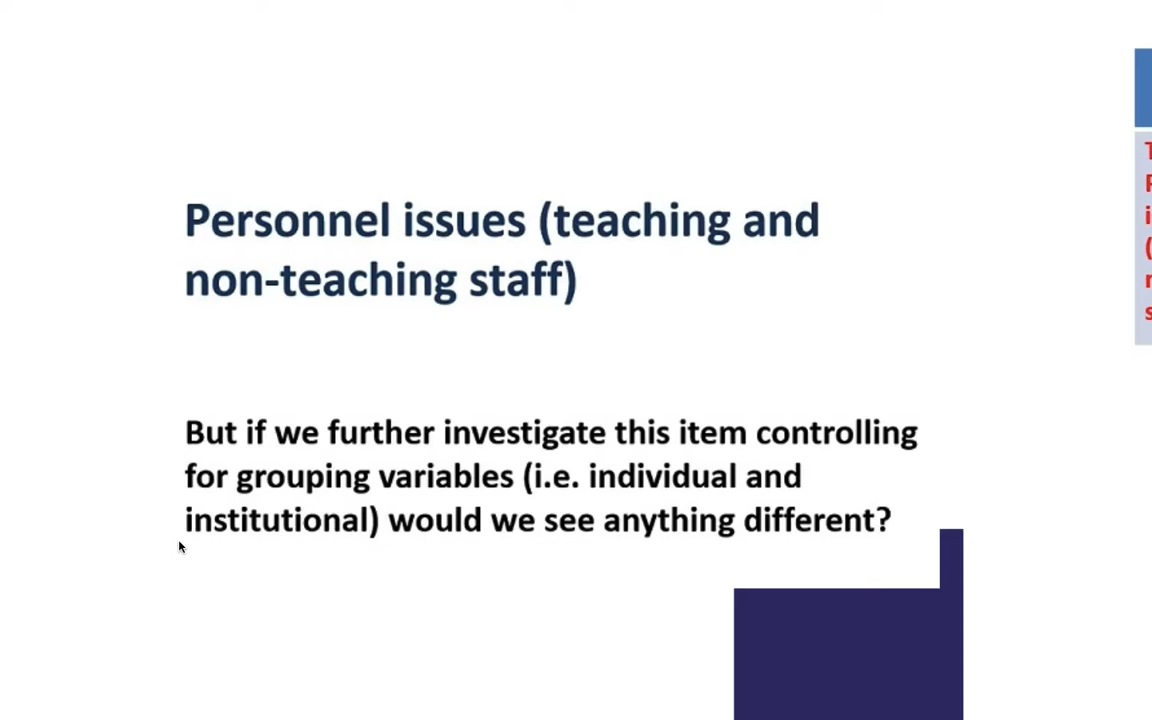 Personnel issues (teaching and
non-teaching staff)
But if we further investigate this item controlling
for grouping variables (i.e. individual and
institutional) would we see anything different?